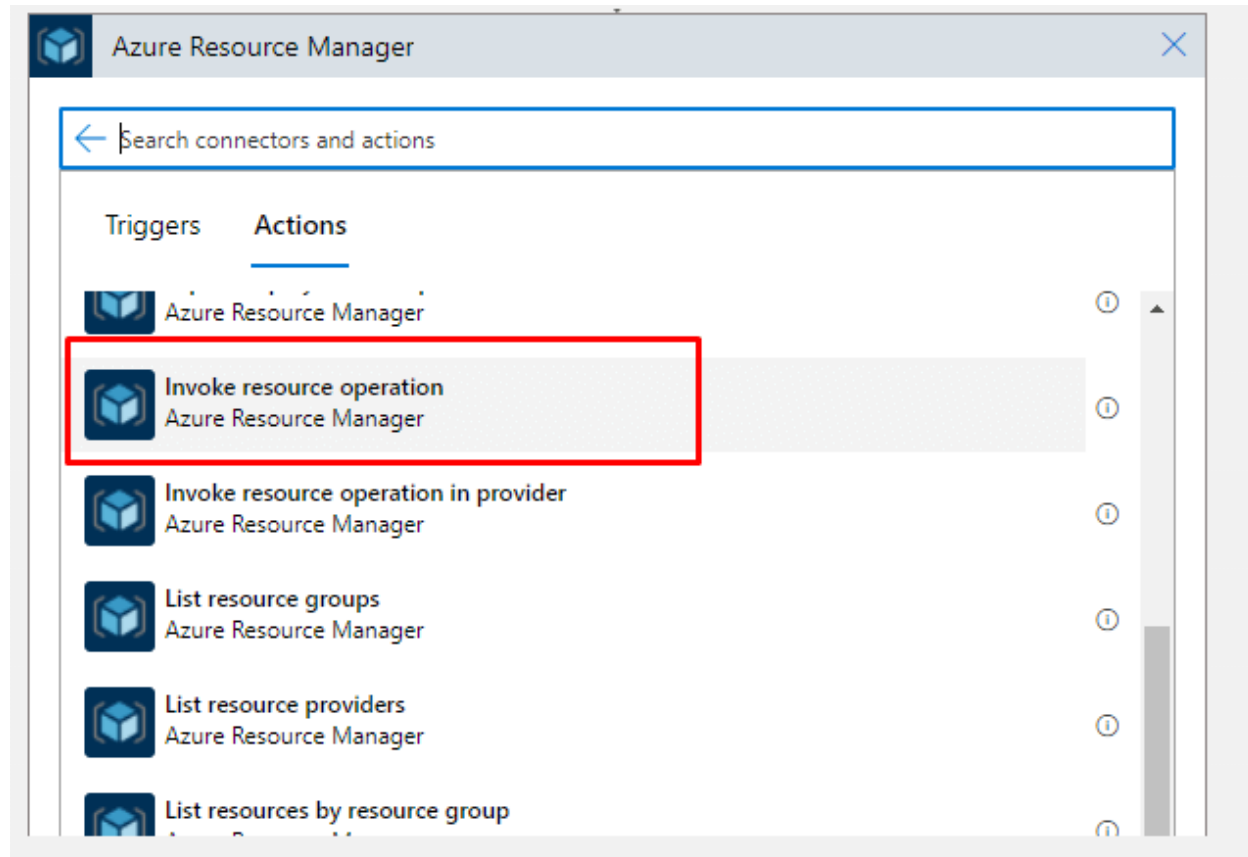 Azure Resource Manager
Search connectors and actions
Triggers Actions
Azure Resource Manager
Invoke resource operation
Azure Resource Manager
Invoke resource operation in provider
Azure Resource Manager
List resource groups
Azure Resource Manager
List resource providers
Azure Resource Manager
List resources by resource group